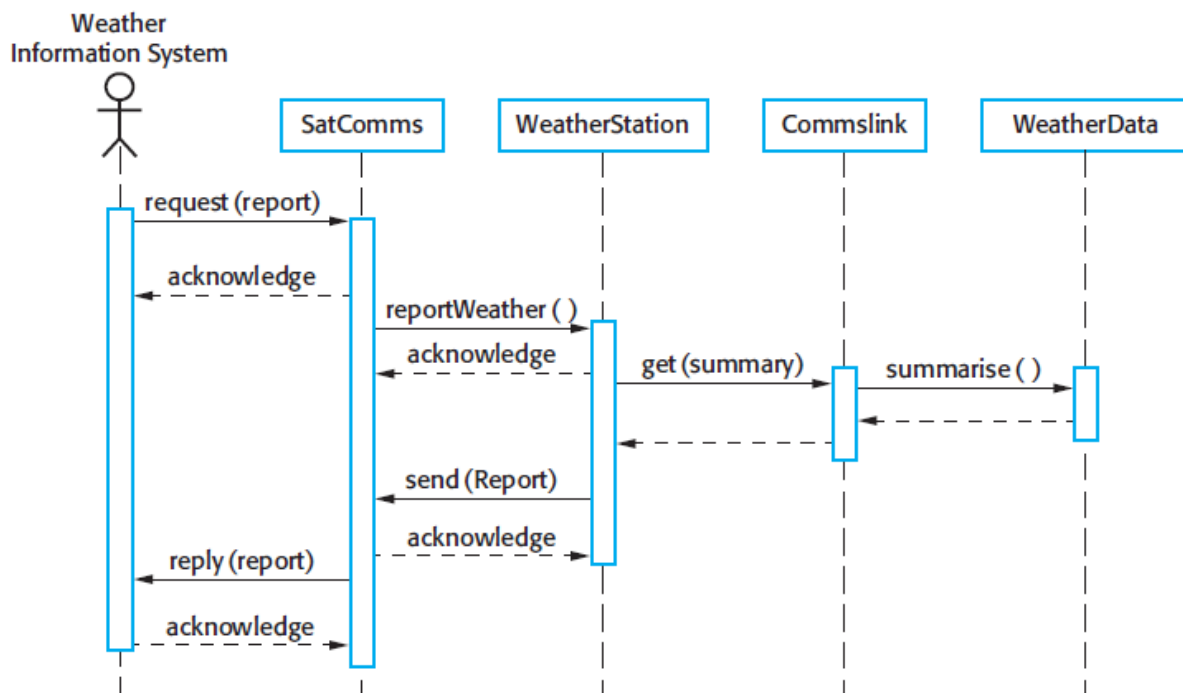 Weather
Information System
SatComms
WeatherStation
Commslink
WeatherData
request (report)
acknowledge
reportWeather ( )
acknowledge
get (summary)
summarise ( )
send (Report)
acknowledge
reply (report)
acknowledge